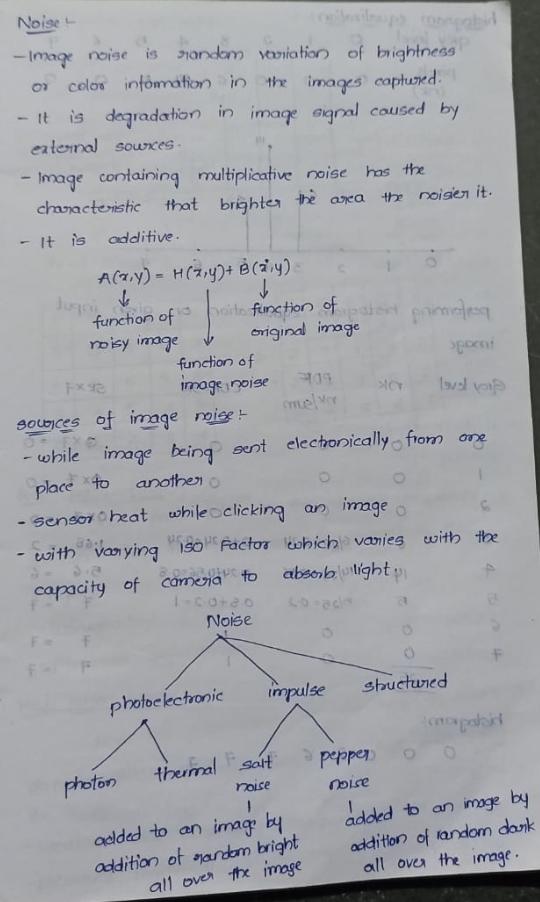 Noise :-
- Image noise is random variation of brightness
or color information in the images captured.
- It is degradation in image signal caused by
external sources.
- Image containing multiplicative noise has the
characteristic that brighter the area the noisier it.
- It is additive.
A(x,y) = H(x,y) + B(x,y)
function of
noisy image
function of
image noise
function of
original image
sources of image noise :-
- while image being sent electronically from one
place to another
- sensor heat while clicking an image
- with varying ISO Factor which varies with the
capacity of camera to absorb light.
Noise
photoelectronic impulse structured
photon thermal salt noise pepper noise
added to an image by
addition of random bright
all over the image
added to an image by
addition of random dark
all over the image.